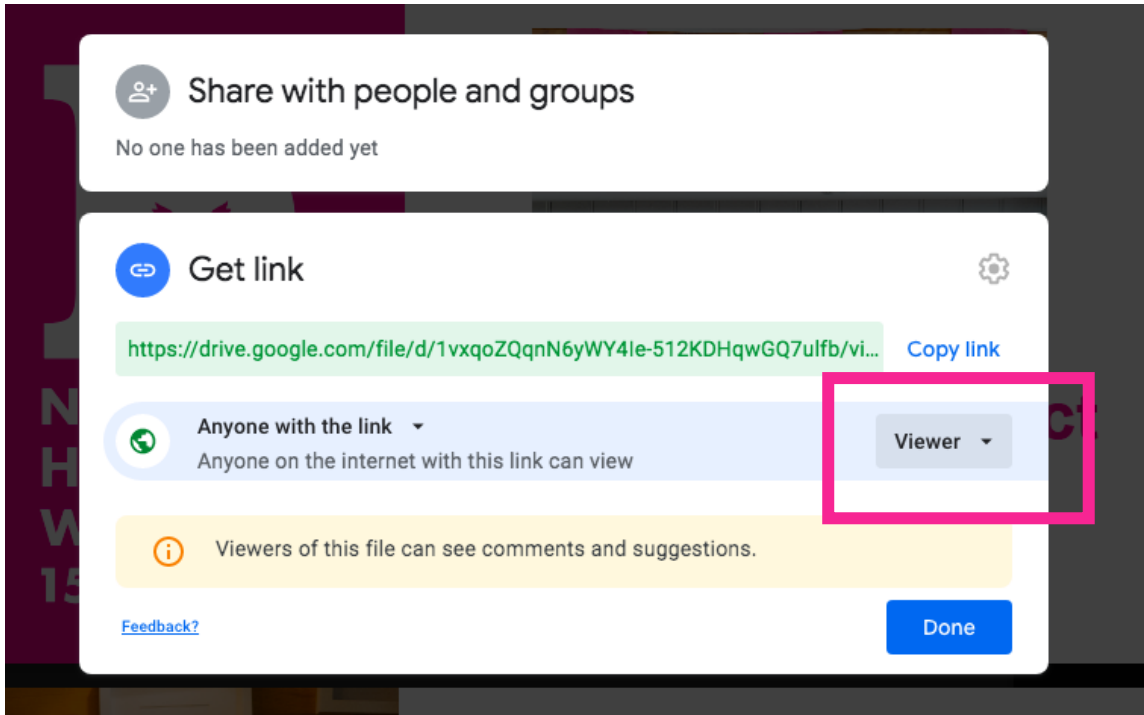 Share with people and groups
No one has been added yet
Get link
https://drive.google.com/file/d/1vxqoZQqnN6yWY4Ie-512KDHqwGQ7ulfb/vi... Copy link
Anyone with the link
Anyone on the internet with this link can view
Viewer
Viewers of this file can see comments and suggestions.
Feedback?
Done